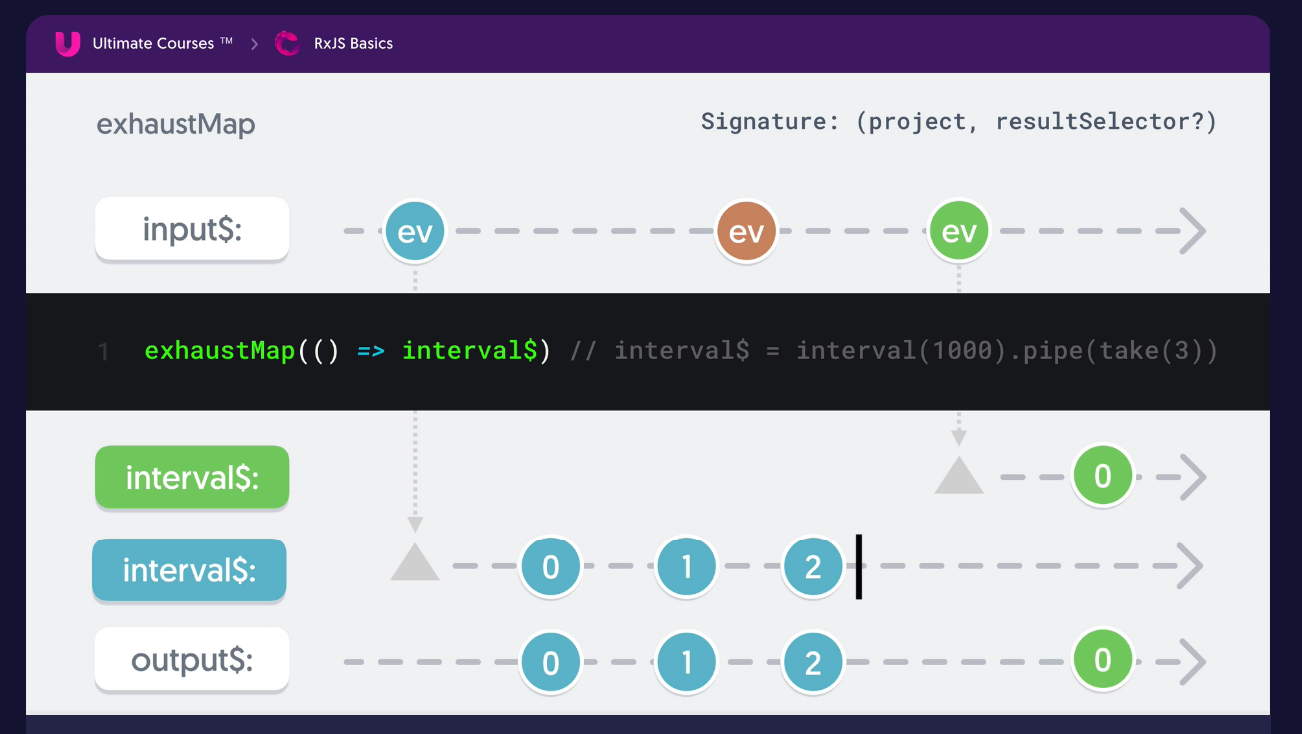 Ultimate Courses ™ > RxJS Basics
exhaustMap
Signature: (project, resultSelector?)
input$:
ev ev ev
1 exhaustMap(() => interval$) // interval$ = interval(1000).pipe(take(3))
interval$:
0
interval$:
0 1 2
output$:
0 1 2 0